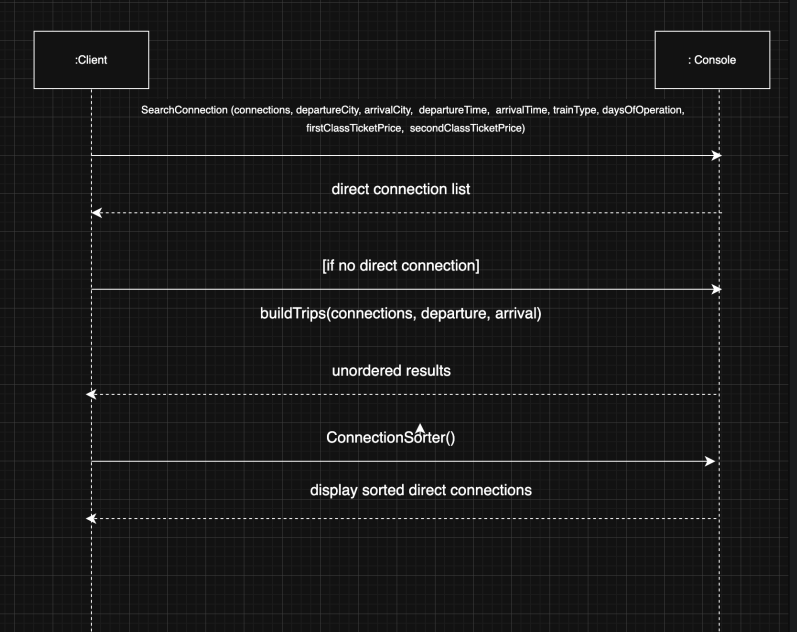 :Client
: Console
SearchConnection (connections, departureCity, arrivalCity, departureTime, arrivalTime, trainType, daysOfOperation,
firstClassTicketPrice, secondClassTicketPrice)
direct connection list
[if no direct connection]
buildTrips(connections, departure, arrival)
unordered results
ConnectionSorter()
display sorted direct connections